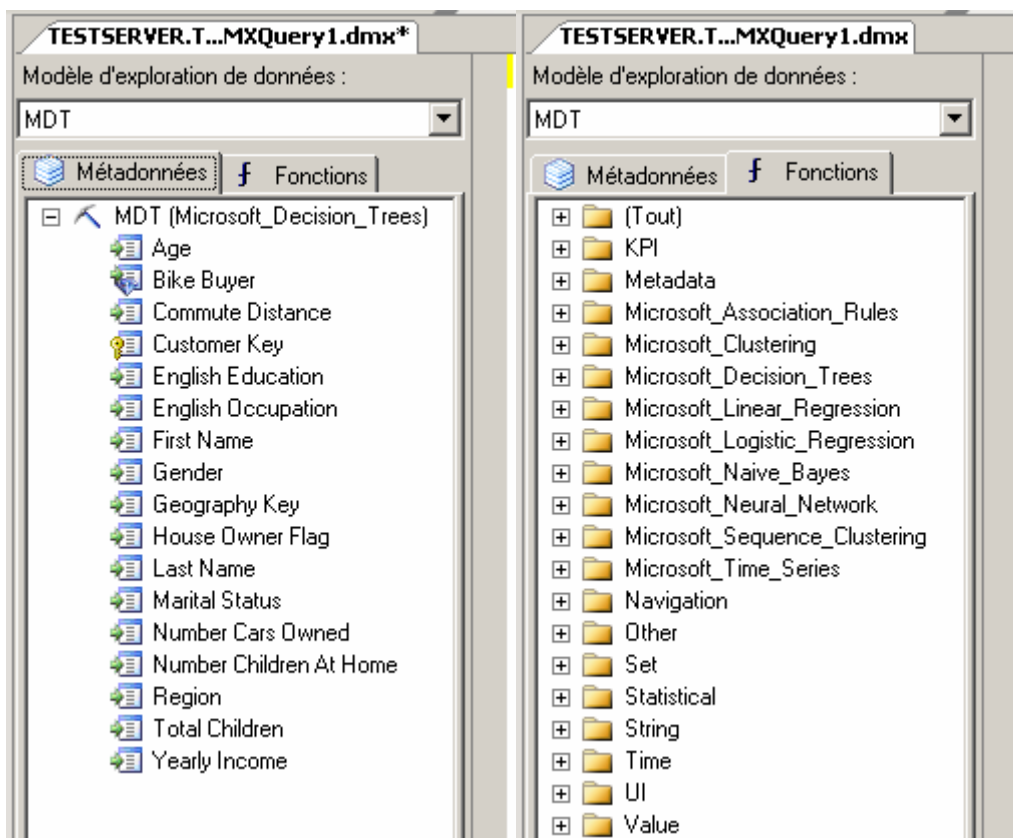 TESTSERVER.T...MXQuery1.dmx*
Modèle d'exploration de données :
MDT
Métadonnées
Fonctions
MDT (Microsoft_Decision_Trees)
Age
Bike Buyer
Commute Distance
Customer Key
English Education
English Occupation
First Name
Gender
Geography Key
House Owner Flag
Last Name
Marital Status
Number Cars Owned
Number Children At Home
Region
Total Children
Yearly Income
TESTSERVER.T...MXQuery1.dmx
Modèle d'exploration de données :
MDT
Métadonnées
Fonctions
(Tout)
KPI
Metadata
Microsoft_Association_Rules
Microsoft_Clustering
Microsoft_Decision_Trees
Microsoft_Linear_Regression
Microsoft_Logistic_Regression
Microsoft_Naive_Bayes
Microsoft_Neural_Network
Microsoft_Sequence_Clustering
Microsoft_Time_Series
Navigation
Other
Set
Statistical
String
Time
UI
Value